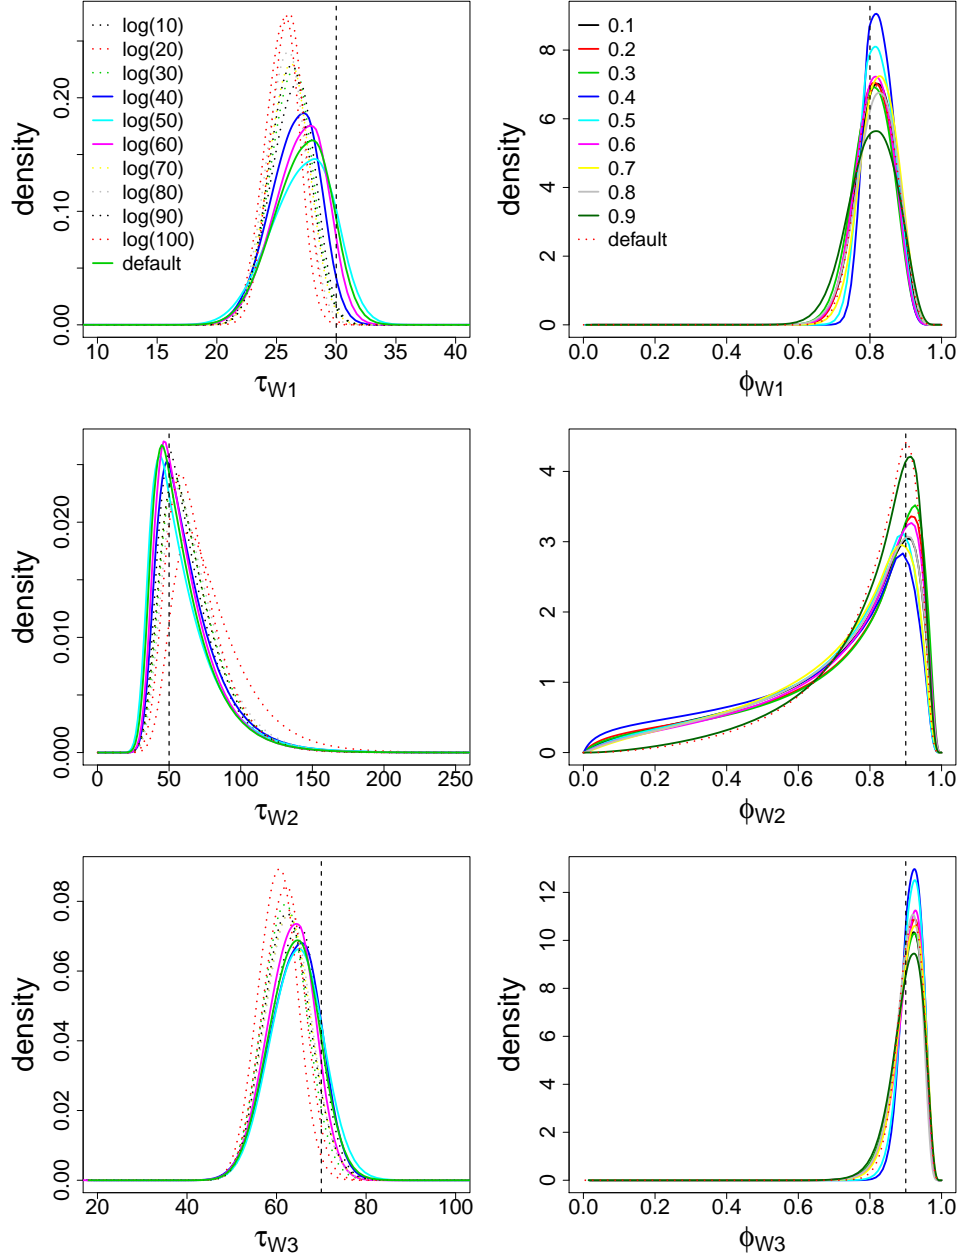 log(10)
log(20)
log(30)
log(40)
log(50)
log(60)
log(70)
log(80)
log(90)
log(100)
default
0.00 0.10 0.20
density
10 15 20 25 30 35 40
τW1
0.1
0.2
0.3
0.4
0.5
0.6
0.7
0.8
0.9
default
0 2 4 6 8
density
0.0 0.2 0.4 0.6 0.8 1.0
ϕW1
0.000 0.010 0.020
density
0 50 100 150 200 250
τW2
0 1 2 3 4
density
0.0 0.2 0.4 0.6 0.8 1.0
ϕW2
0.00 0.02 0.04 0.06 0.08
density
20 40 60 80 100
τW3
0 2 4 6 8 10 12
density
0.0 0.2 0.4 0.6 0.8 1.0
ϕW3